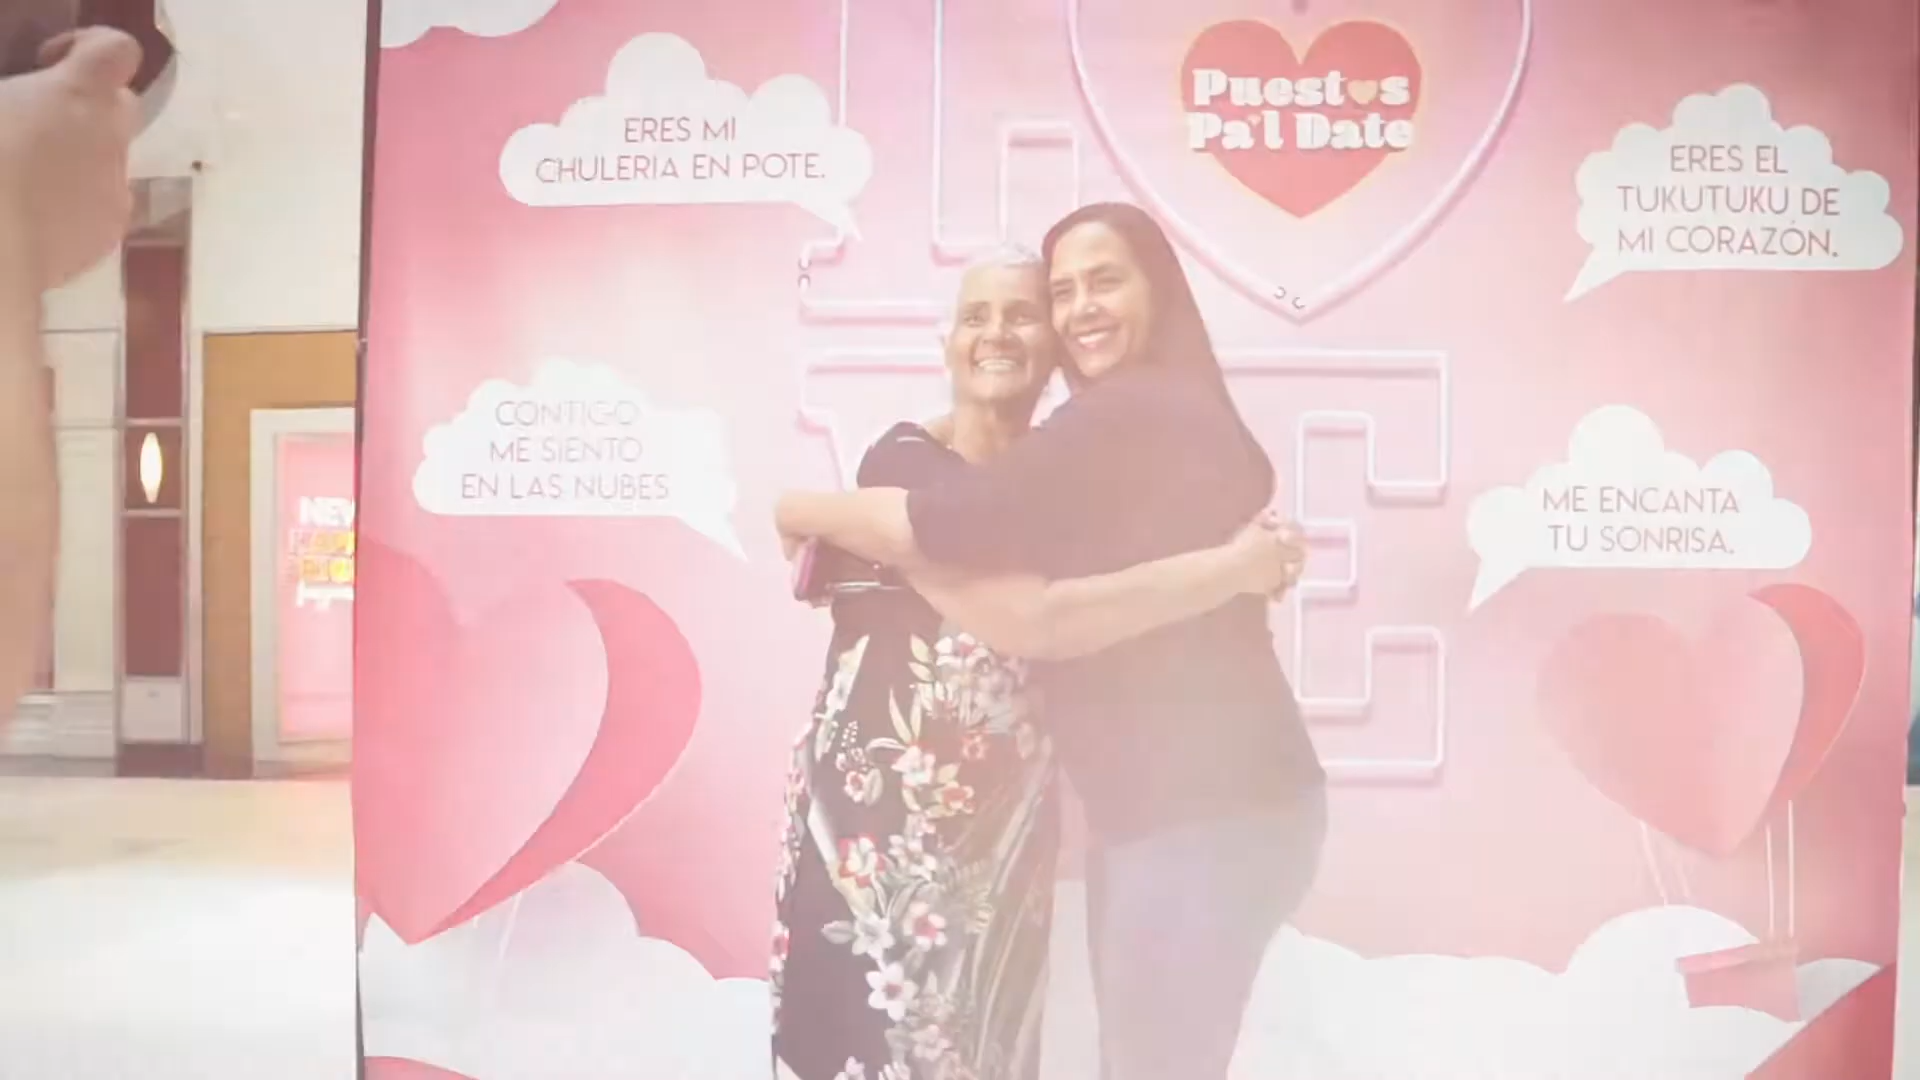 Puestos
Pa'l Date
ERES MI
CHULERIA EN POTE.
ERES EL
TUKUTUKU DE
MI CORAZÓN.
CONTIGO
ME SIENTO
EN LAS NUBES
ME ENCANTA
TU SONRISA.
NEW